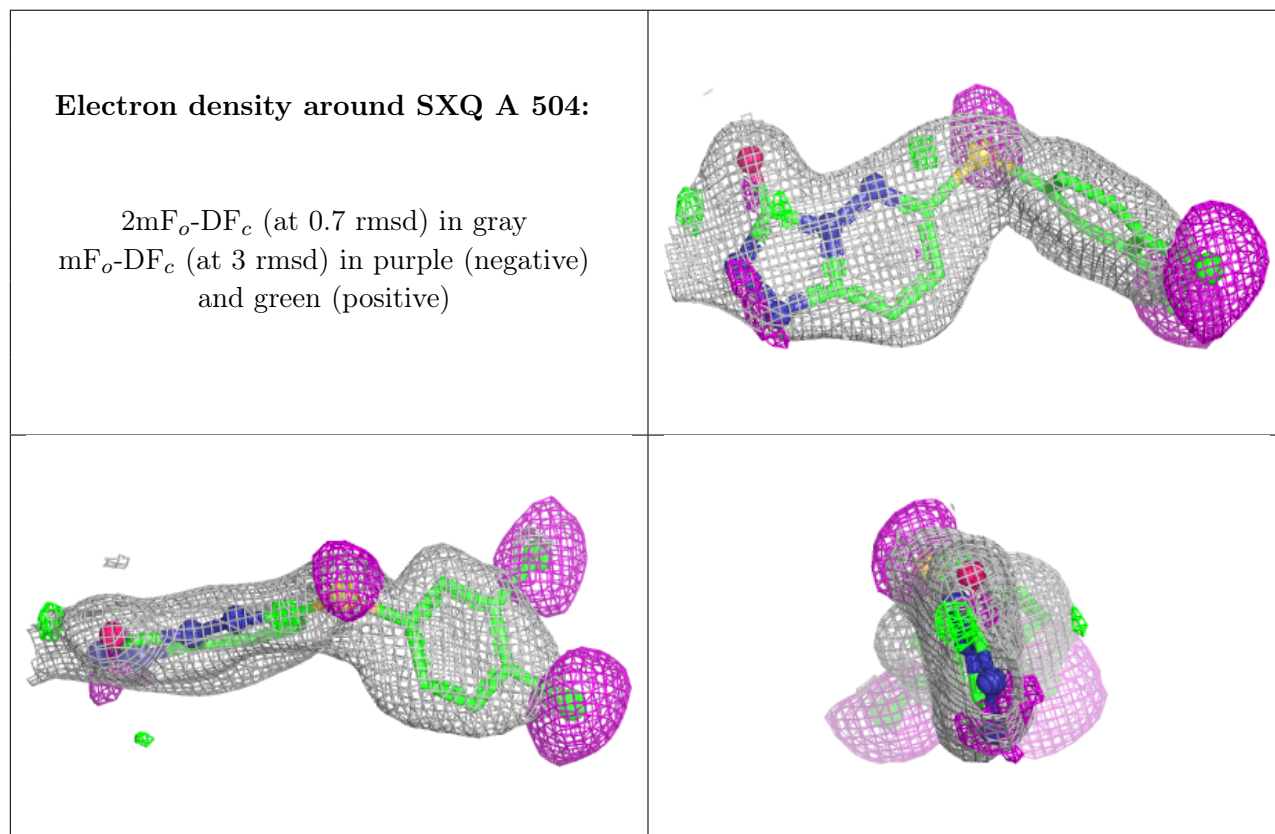 Electron density around SXQ A 504:
2mFo-DFc (at 0.7 rmsd) in gray
mFo-DFc (at 3 rmsd) in purple (negative)
and green (positive)